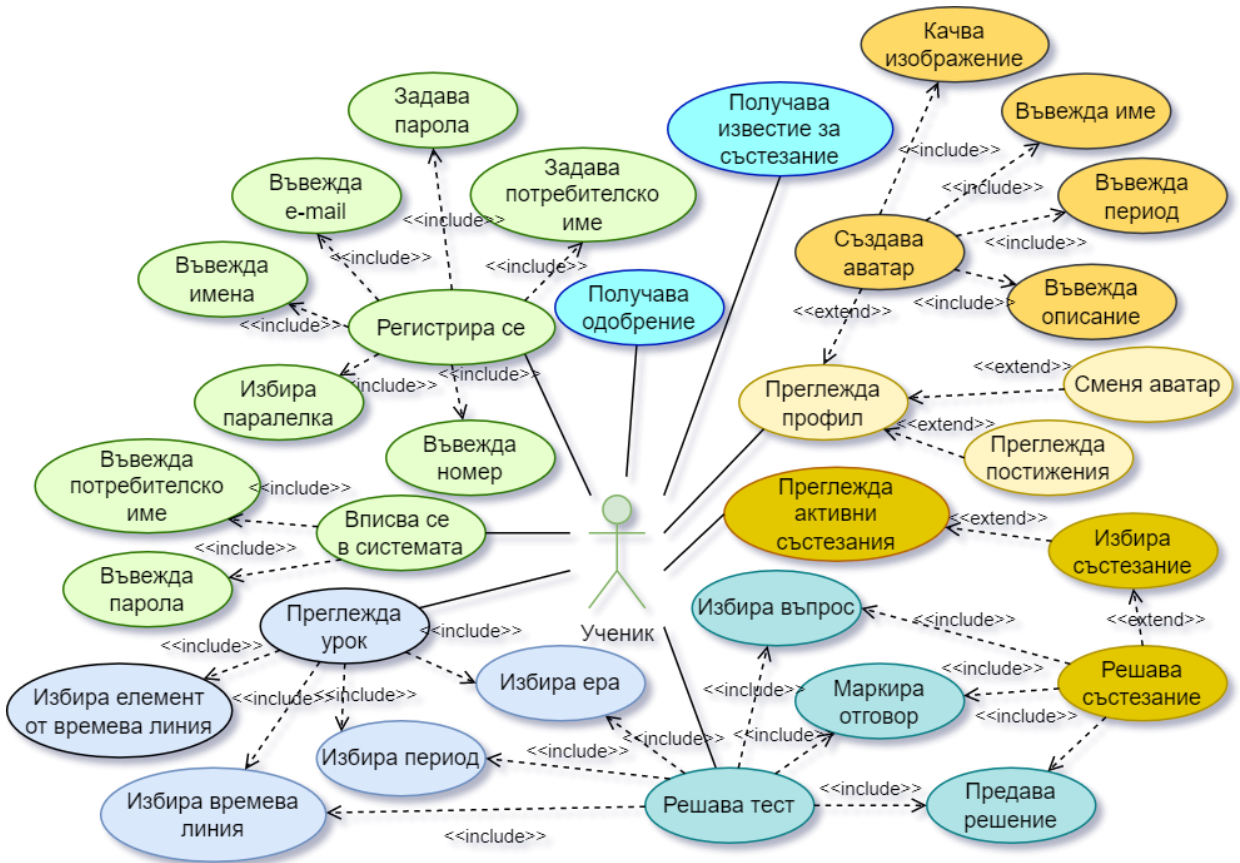 Качва
изображение
Задава
парола
Получава
известие за
състезание
Въвежда име
<<include>>
Задава
потребителско
име
Въвежда
e-mail
<<include>>
<<include>>
Въвежда
период
<<include>>
<<include>>
<<include>>
Създава
аватар
Въвежда
имена
Получава
одобрение
<<include>>
Въвежда
описание
<<include>>
Регистрира се
<<extend>>
<<include>>
<<extend>>
Сменя аватар
Избира
паралелка
<<include>>
Преглежда
профил
<<extend>>
Въвежда
номер
Преглежда
постижения
Въвежда
потребителско
име
<<include>>
Преглежда
активни
състезания
<<extend>>
Избира
състезание
Вписва се
в системата
<<include>>
Въвежда
парола
Ученик
Преглежда
урок
<<include>>
<<include>>
Избира въпрос
<<include>>
<<extend>>
Избира елемент
от времева линия
<<include>>
<<include>>
Избира ера
<<include>>
Маркира
отговор
<<include>>
<<include>>
Решава
състезание
Избира период
<<include>>
<<include>>
<<include>>
Избира времева
линия
Решава тест
<<include>>
Предава
решение
<<include>>